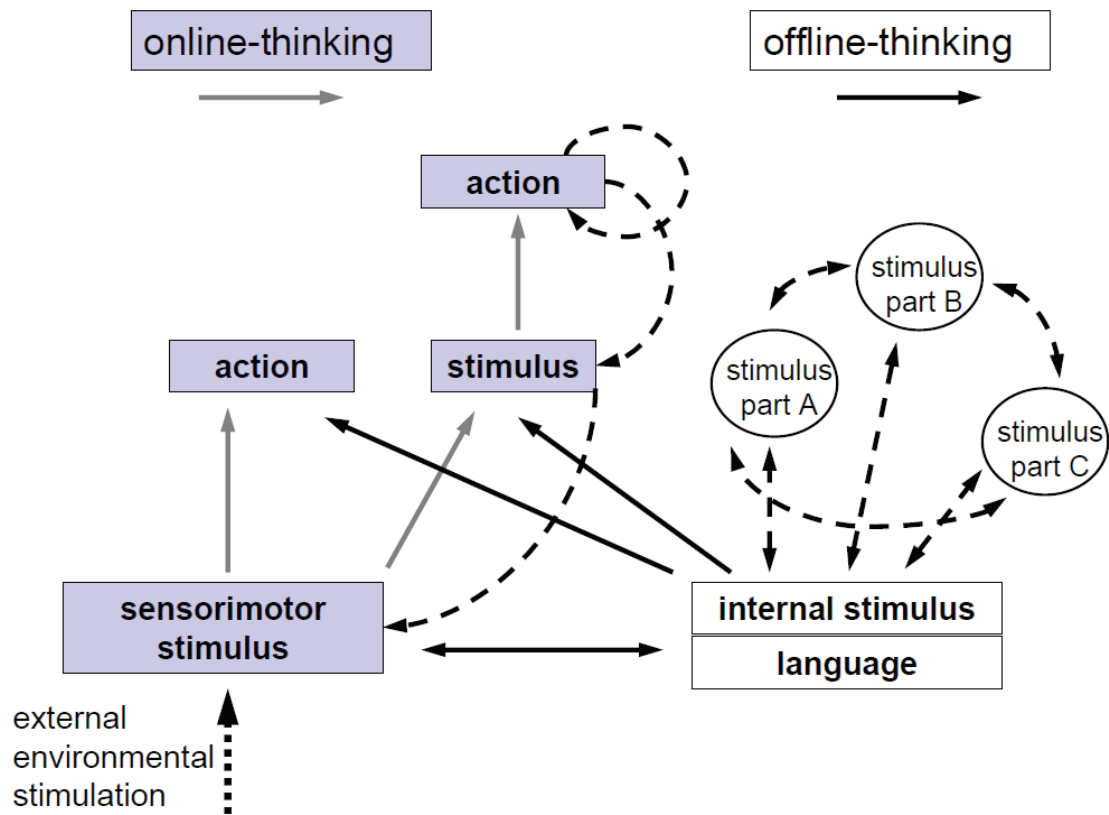 online-thinking
offline-thinking
action
stimulus
part B
action
stimulus
stimulus
part A
stimulus
part C
sensorimotor
stimulus
internal stimulus
language
external
environmental
stimulation